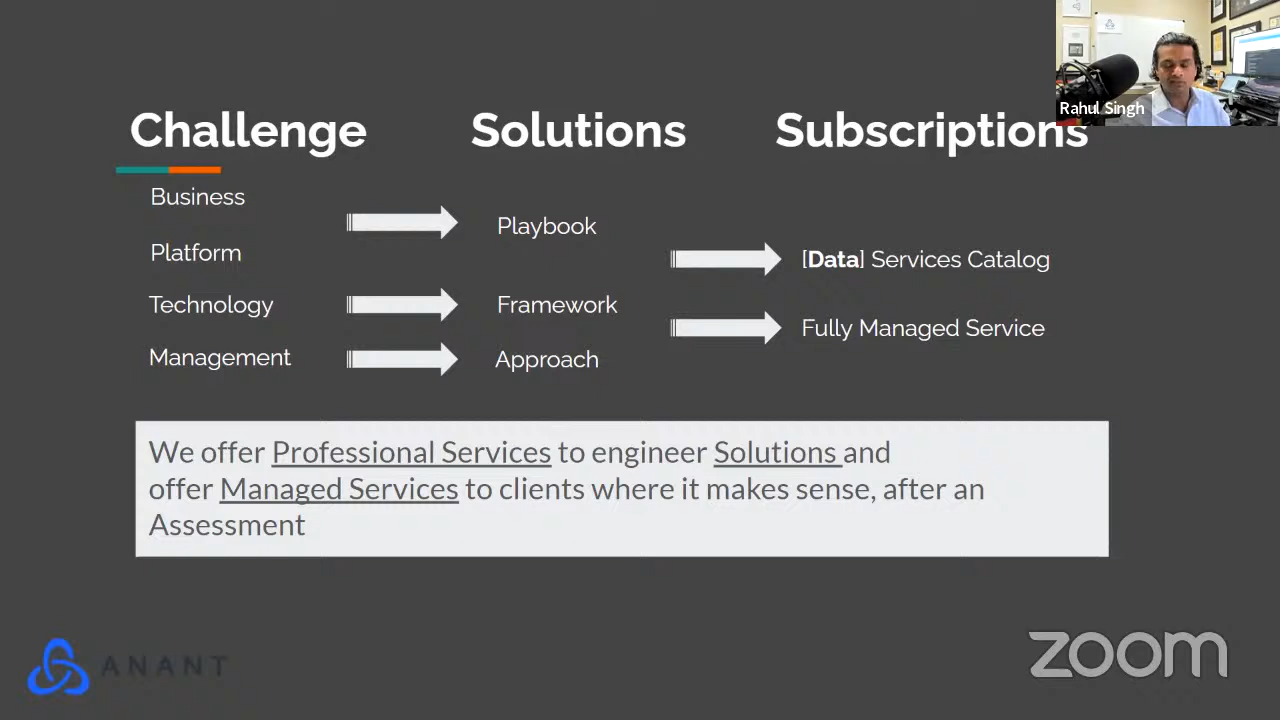 Challenge
Solutions
Subscriptions
Rahul Singh
Business
Platform
Technology
Management
Playbook
Framework
Approach
[Data] Services Catalog
Fully Managed Service
We offer Professional Services to engineer Solutions and
offer Managed Services to clients where it makes sense, after an
Assessment
ANANT
zoom